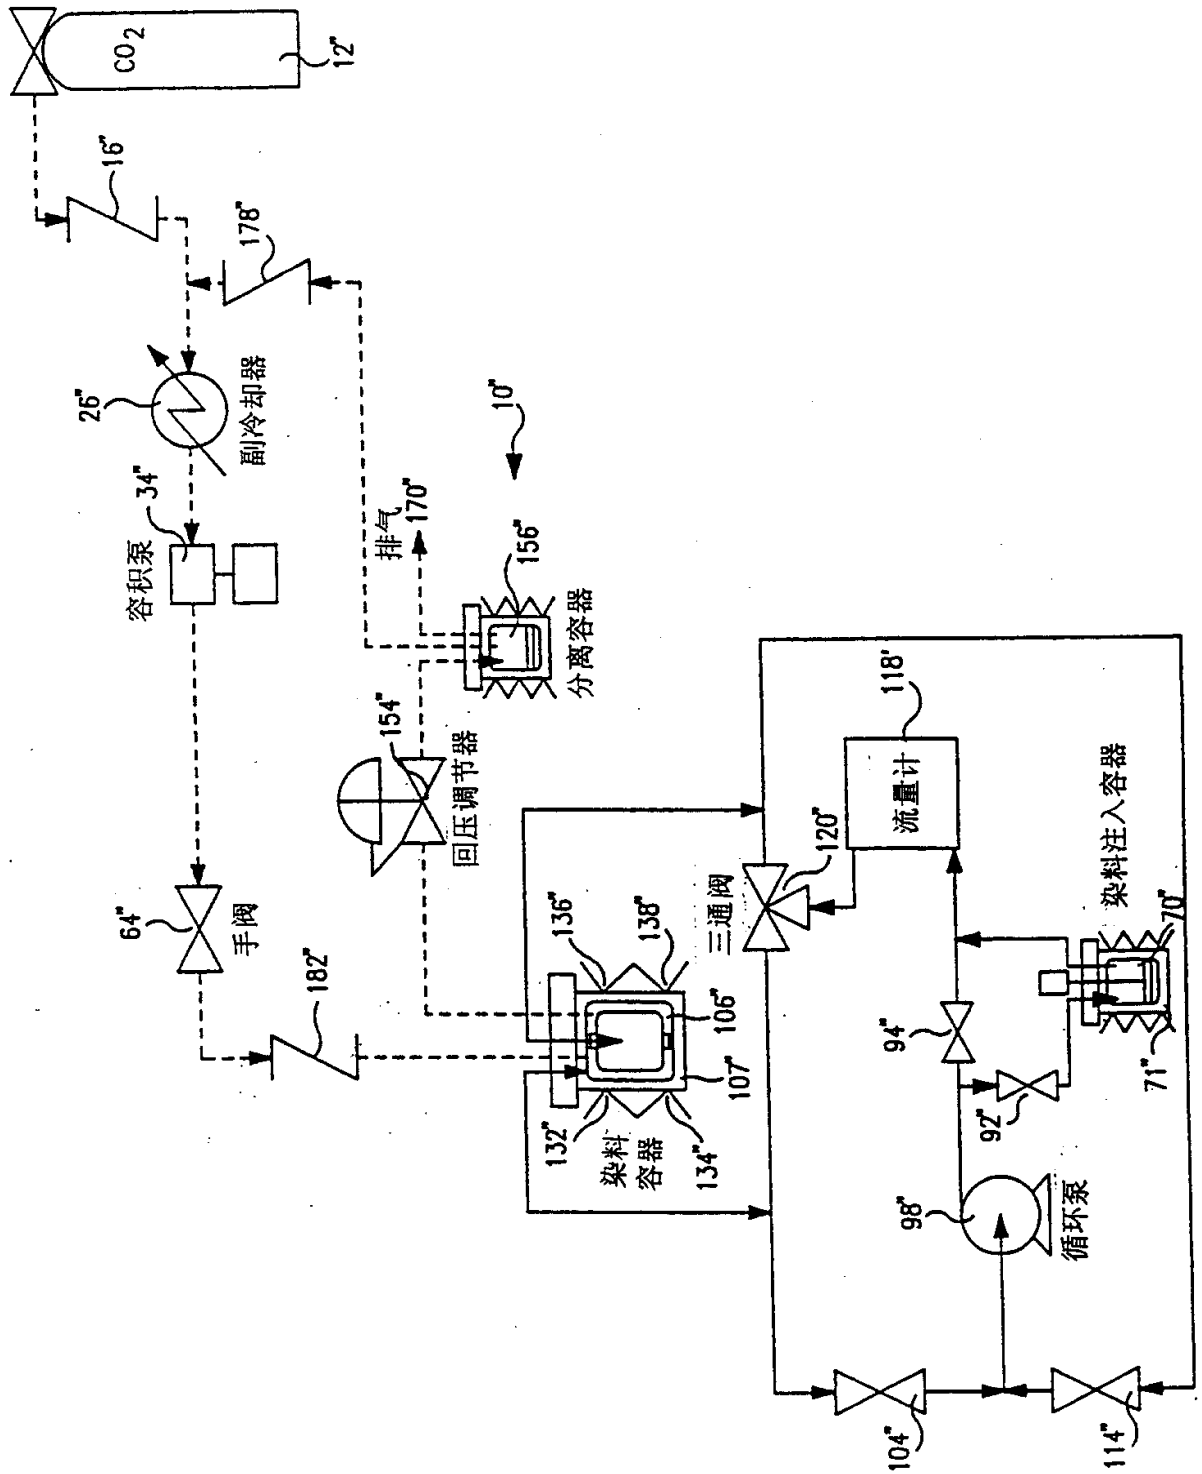 CO2
12"
16"
178"
26"
副冷却器
34"
容积泵
10"
排气
170"
156"
分离容器
154"
回压调节器
64"
手阀
182"
136"
138"
106"
107"
132"
134"
染料
容器
118'
流量计
120"
三通阀
染料注入容器
70"
71"
94"
92"
98"
循环泵
104"
114"